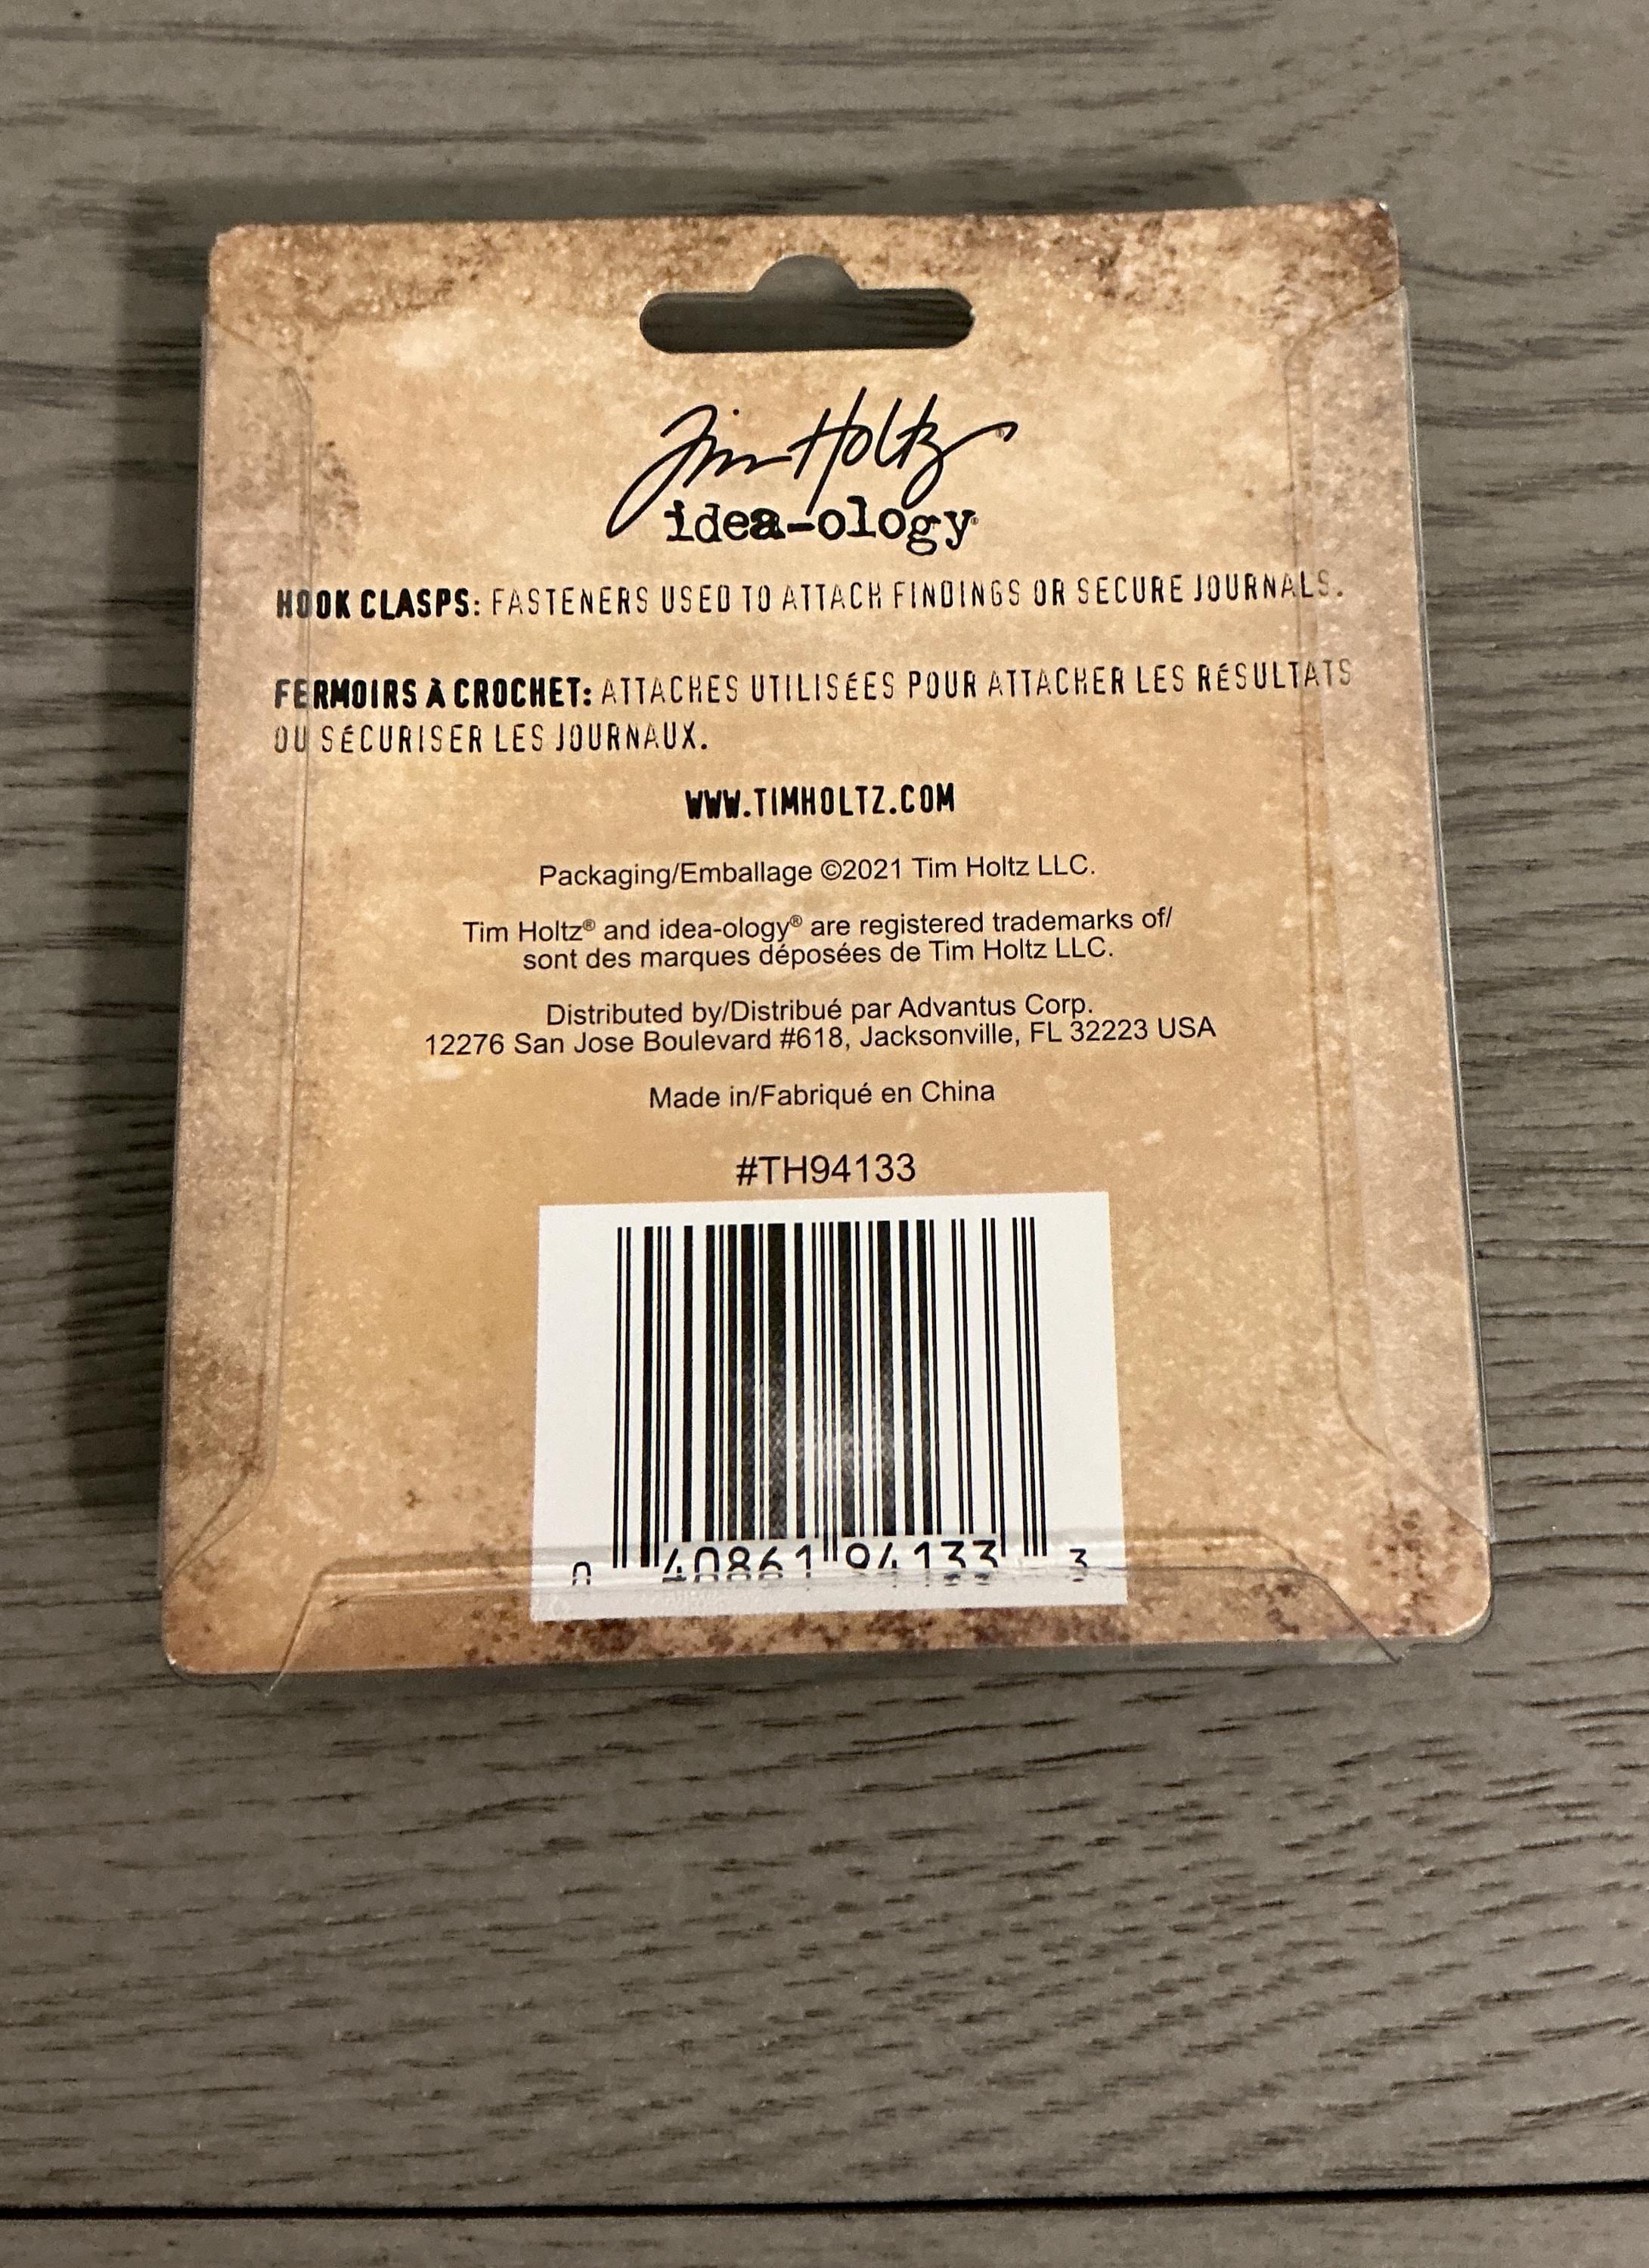 Tim Holtz®
idea-ology®
HOOK CLASPS: FASTENERS USED TO ATTACH FINDINGS OR SECURE JOURNALS.
FERMOIRS À CROCHET: ATTACHES UTILISÉES POUR ATTACHER LES RÉSULTATS
OU SÉCURISER LES JOURNAUX.
WWW.TIMHOLTZ.COM
Packaging/Emballage ©2021 Tim Holtz LLC.
Tim Holtz® and idea-ology® are registered trademarks of/
sont des marques déposées de Tim Holtz LLC.
Distributed by/Distribué par Advantus Corp.
12276 San Jose Boulevard #618, Jacksonville, FL 32223 USA
Made in/Fabriqué en China
#TH94133
0 40861 94133 3